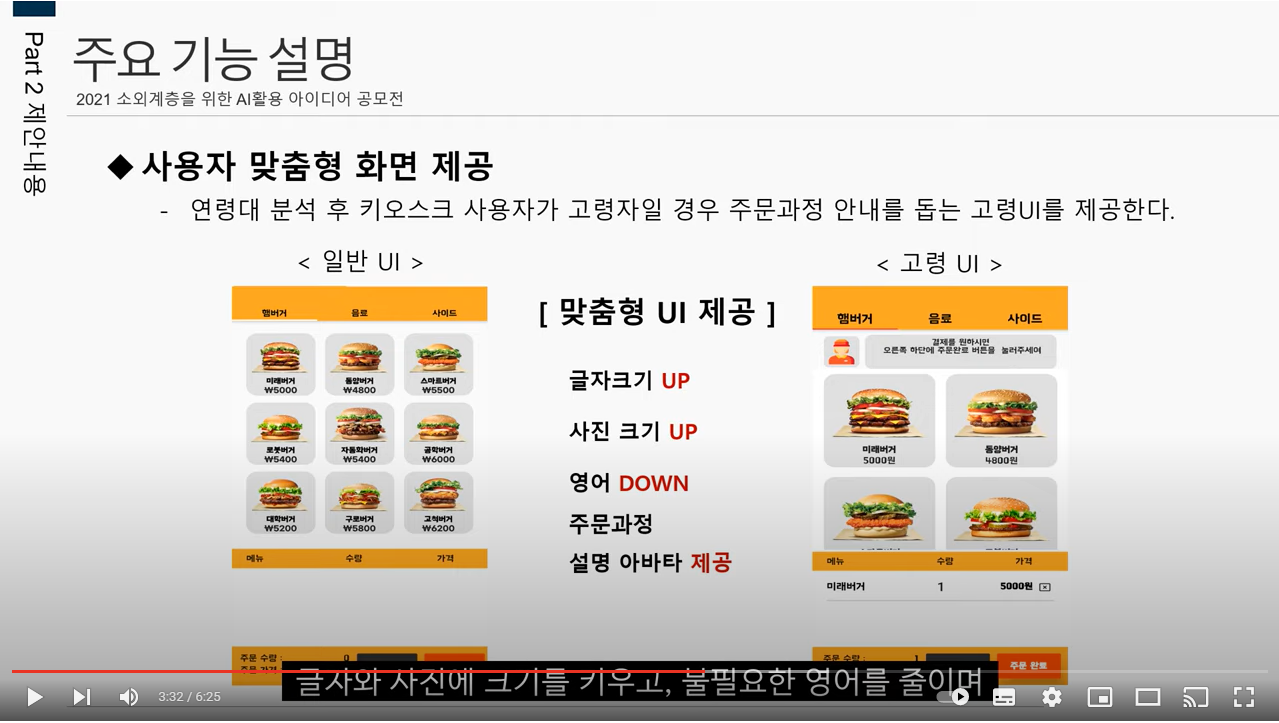 Part 2 제안내용
주요 기능 설명
2021 소외계층을 위한 AI활용 아이디어 공모전
◆ 사용자 맞춤형 화면 제공
- 연령대 분석 후 키오스크 사용자가 고령자일 경우 주문과정 안내를 돕는 고령UI를 제공한다.
< 일반 UI >
햄버거 음료 사이드
미래버거 동양버거 스마트버거
₩5000 ₩4800 ₩5500
로봇버거 자동화버거 공학버거
₩5400 ₩5400 ₩6000
대학버거 구로버거 고척버거
₩5200 ₩5800 ₩6200
메뉴 수량 가격
주문 수량 : 0
[ 맞춤형 UI 제공 ]
글자크기 UP
사진 크기 UP
영어 DOWN
주문과정
설명 아바타 제공
< 고령 UI >
햄버거 음료 사이드
결제를 원하시면
오른쪽 하단에 주문완료 버튼을 눌러주세여
미래버거 동양버거
5000원 4800원
메뉴 수량 가격
미래버거 1 5000원
주문 수량 : 1
주문 완료
글자와 사진에 크기를 키우고, 불필요한 영어를 줄이며
3:32 / 6:25